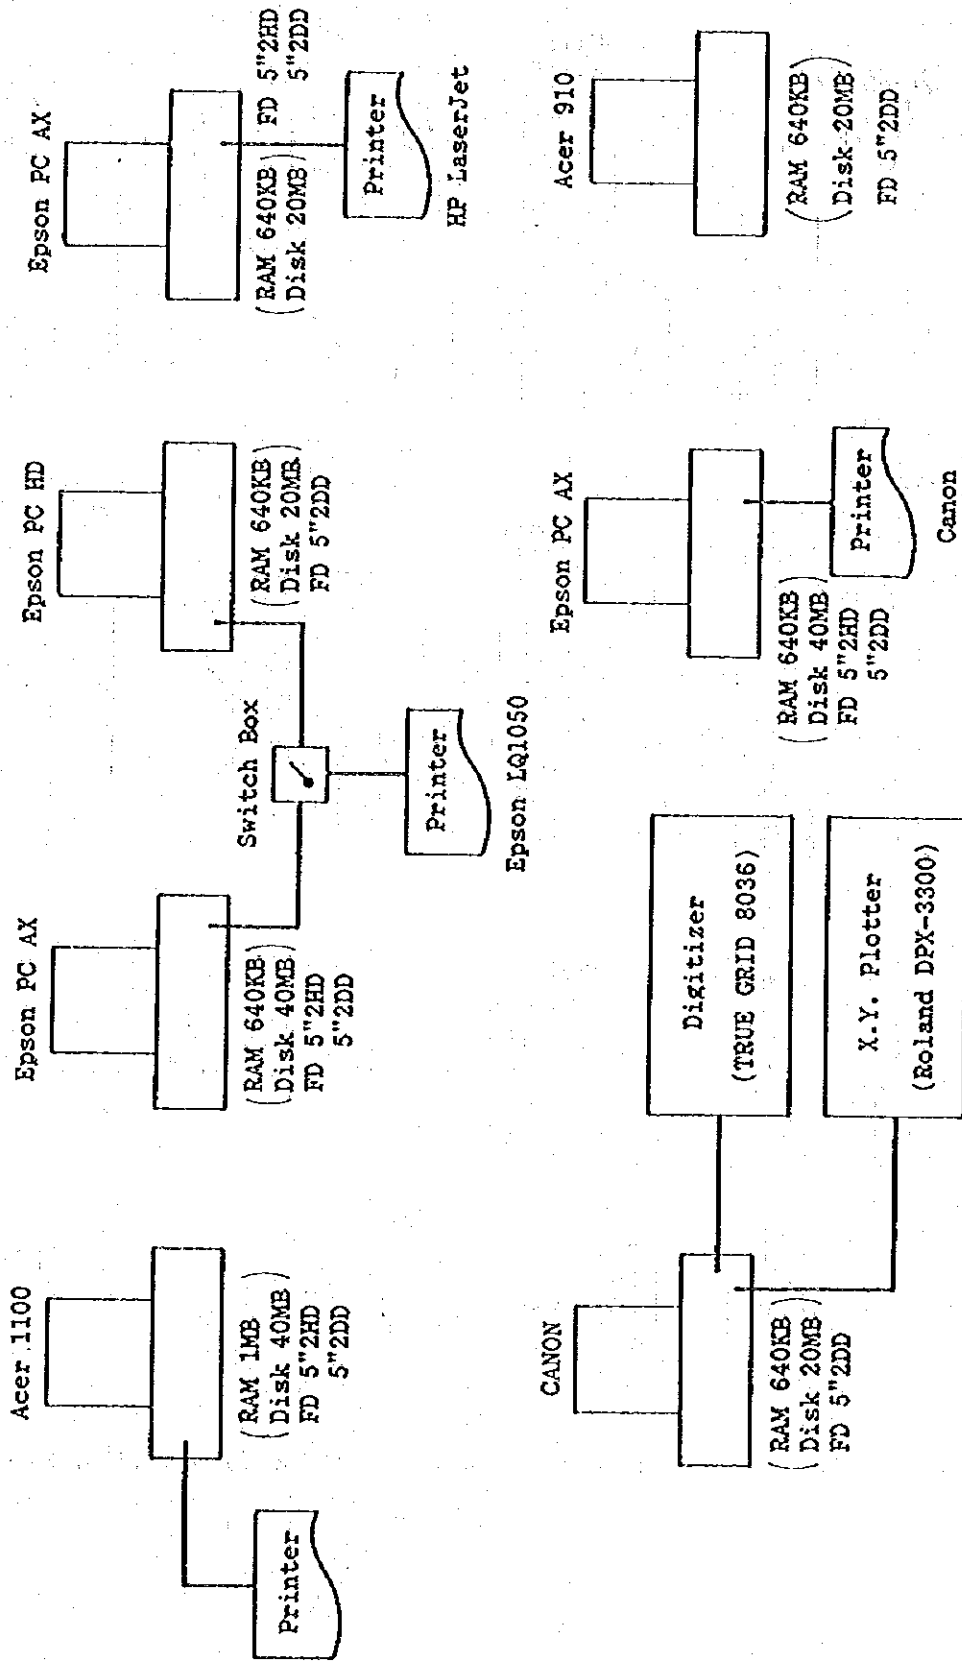 Acer 1100
(RAM 1MB)
(Disk 40MB)
FD 5"2HD
5"2DD
Printer
Epson PC AX
(RAM 640KB)
(Disk 40MB)
FD 5"2HD
5"2DD
Switch Box
Printer
Epson LQ1050
Epson PC HD
(RAM 640KB)
(Disk 20MB)
FD 5"2DD
Epson PC AX
(RAM 640KB) FD 5"2HD
(Disk 20MB) 5"2DD
Printer
HP LaserJet
CANON
(RAM 640KB)
(Disk 20MB)
FD 5"2DD
Digitizer
(TRUE GRID 8036)
X.Y. Plotter
(Roland DPX-3300)
Epson PC AX
(RAM 640KB)
(Disk 40MB)
FD 5"2HD
5"2DD
Printer
Canon
Acer 910
(RAM 640KB)
(Disk 20MB)
FD 5"2DD